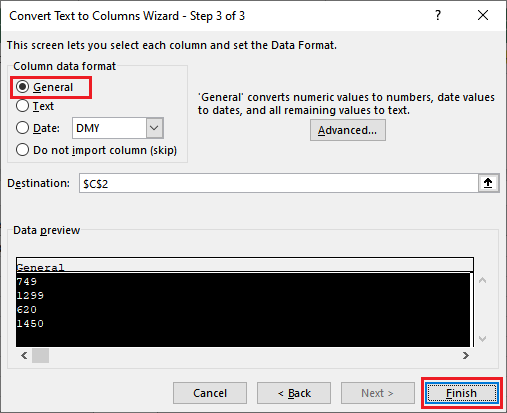 Convert Text to Columns Wizard - Step 3 of 3
This screen lets you select each column and set the Data Format.
Column data format
General
Text
Date: DMY
Do not import column (skip)
'General' converts numeric values to numbers, date values
to dates, and all remaining values to text.
Advanced...
Destination: $C$2
Data preview
General
749
1299
620
1450
Cancel
< Back
Next >
Finish